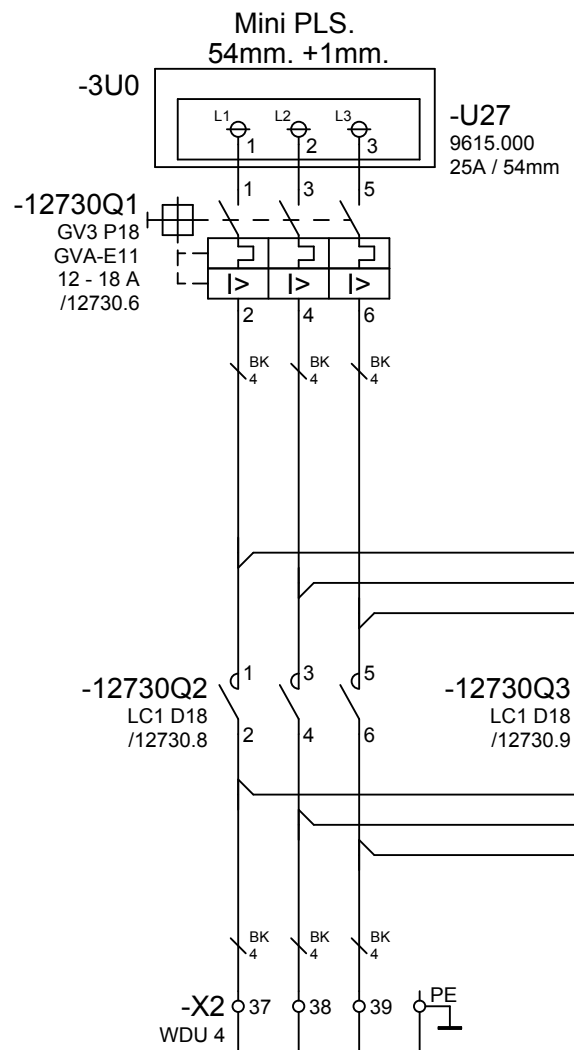 Mini PLS.
54mm. +1mm.
-3U0
L1 L2 L3
1 2 3
-U27
9615.000
25A / 54mm
1 3 5
-12730Q1
GV3 P18
GVA-E11
12 - 18 A
/12730.6
I> I> I>
2 4 6
BK BK BK
4 4 4
1 3 5
-12730Q2
LC1 D18
/12730.8
2 4 6
-12730Q3
LC1 D18
/12730.9
BK BK BK
4 4 4
-X2 37 38 39 PE
WDU 4